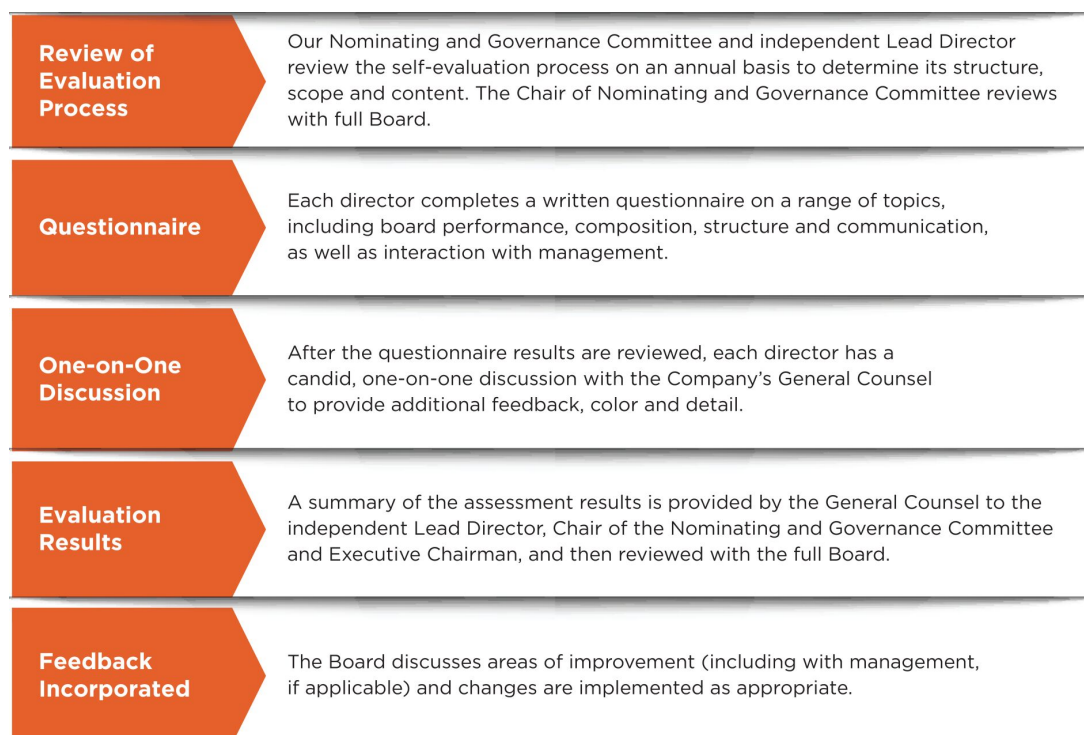 Review of
Evaluation
Process
Our Nominating and Governance Committee and independent Lead Director
review the self-evaluation process on an annual basis to determine its structure,
scope and content. The Chair of Nominating and Governance Committee reviews
with full Board.
Questionnaire
Each director completes a written questionnaire on a range of topics,
including board performance, composition, structure and communication,
as well as interaction with management.
One-on-One
Discussion
After the questionnaire results are reviewed, each director has a
candid, one-on-one discussion with the Company’s General Counsel
to provide additional feedback, color and detail.
Evaluation
Results
A summary of the assessment results is provided by the General Counsel to the
independent Lead Director, Chair of the Nominating and Governance Committee
and Executive Chairman, and then reviewed with the full Board.
Feedback
Incorporated
The Board discusses areas of improvement (including with management,
if applicable) and changes are implemented as appropriate.